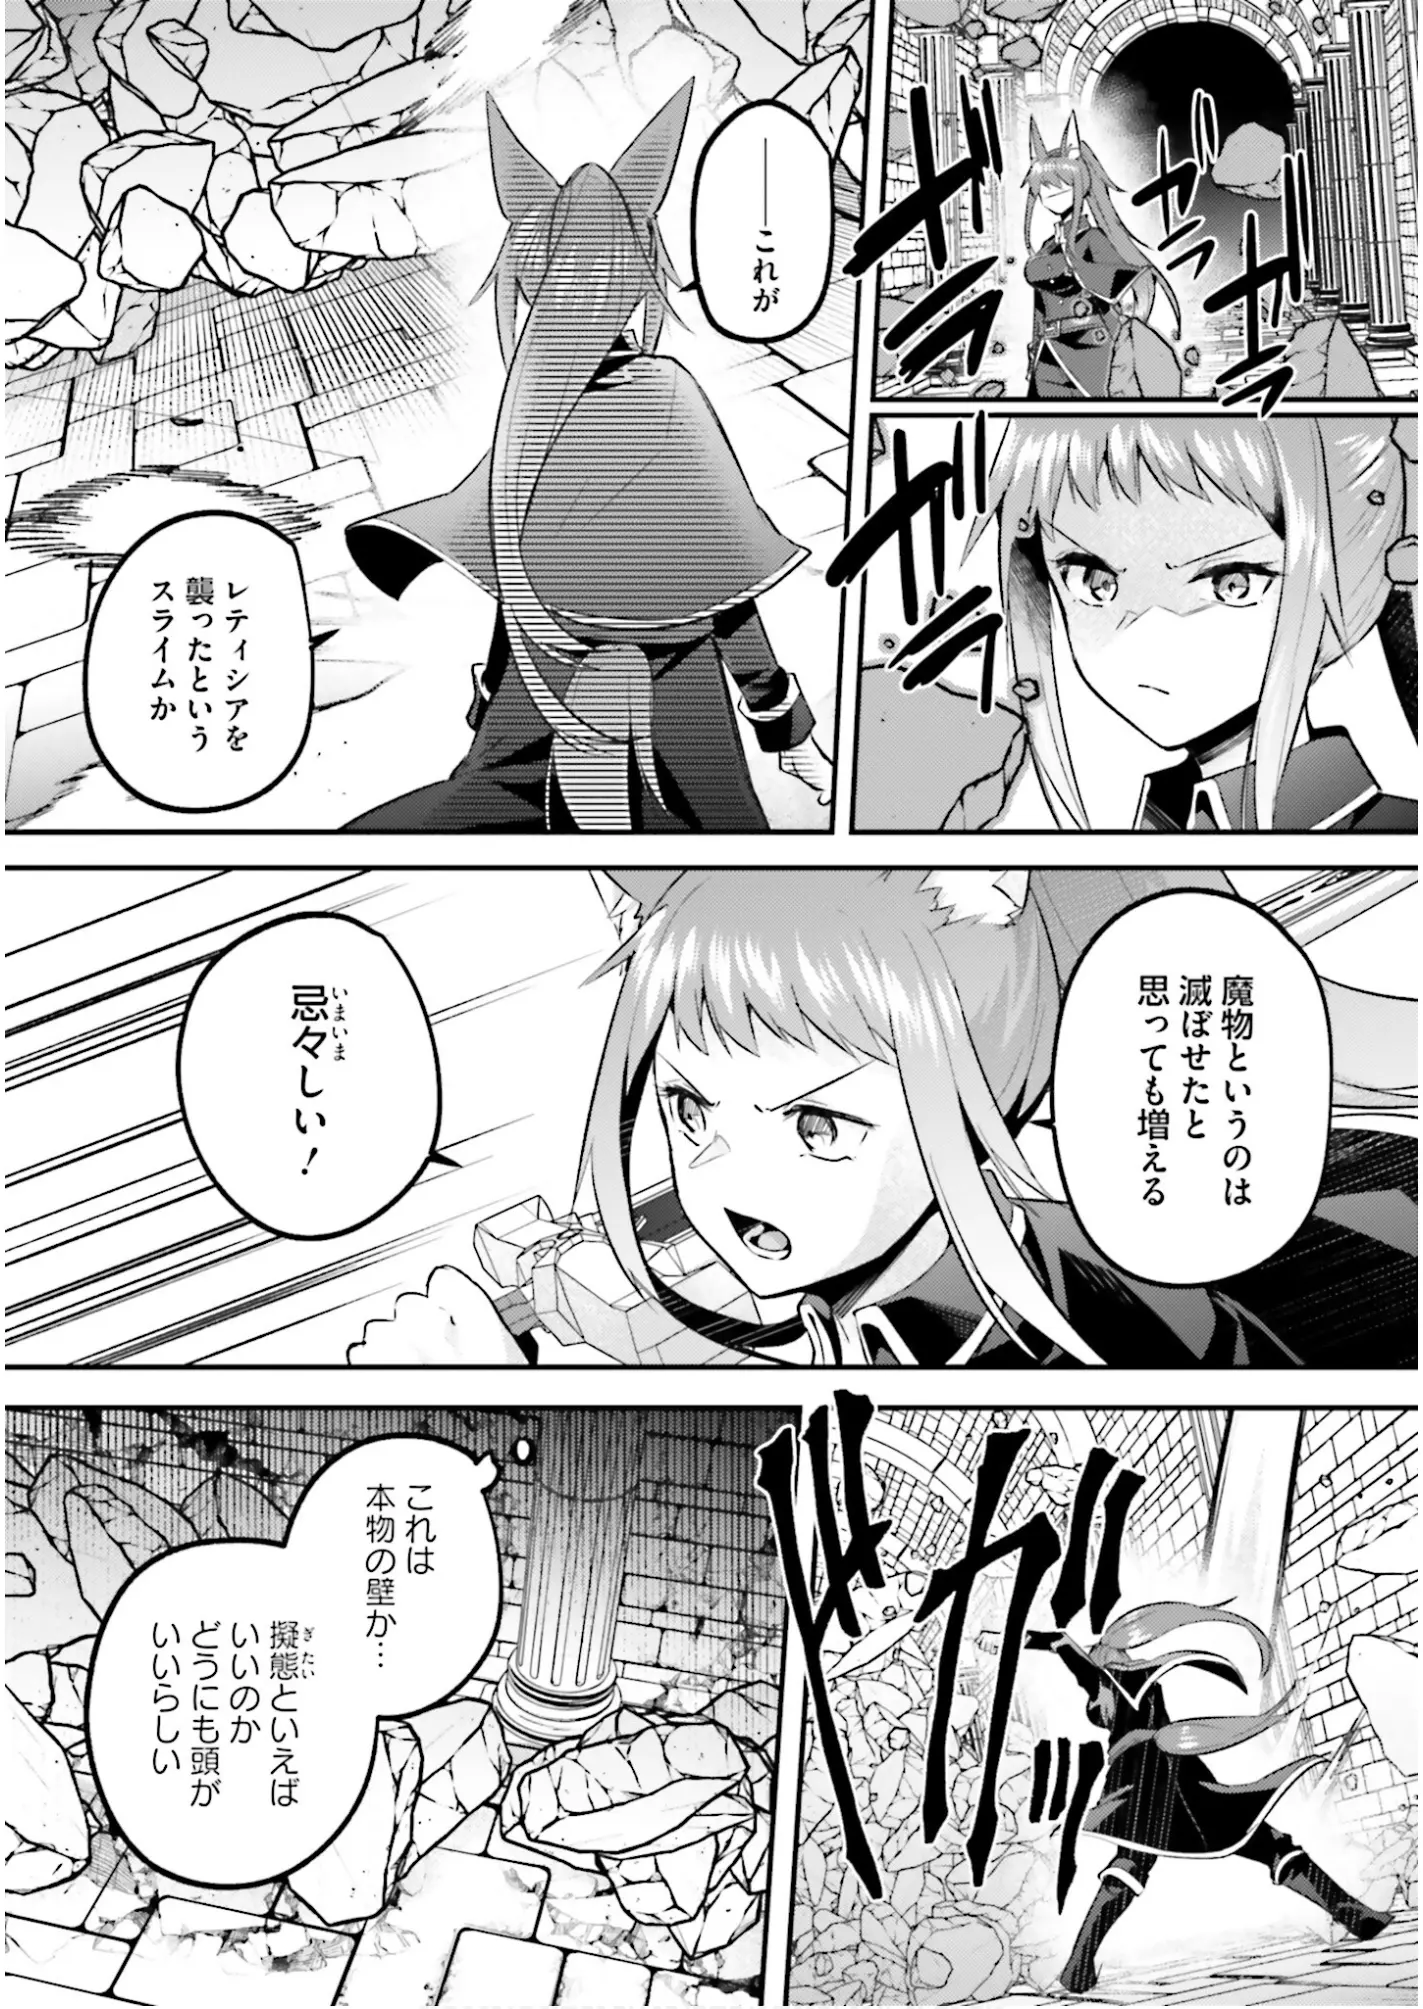 ガガガ
ゼゼ
ガガ
ガガ
――これが
レティシアを
襲ったという
スライムか
魔物というのは
滅ぼせたと
思っても増える
忌々しい!
いまいま
ドガガ
これは
本物の壁か…
擬態といえば
ぎたい
いいのか
どうにも頭が
いいらしい